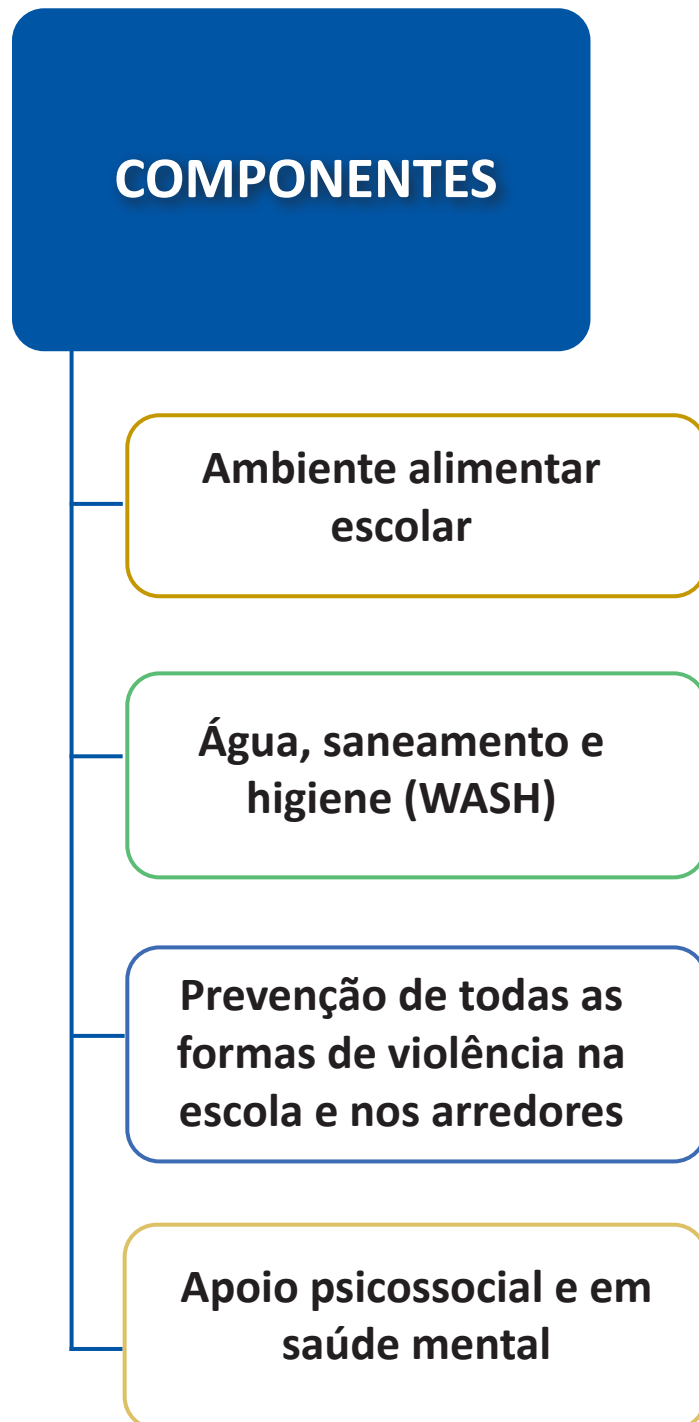 COMPONENTES
Ambiente alimentar
escolar
Água, saneamento e
higiene (WASH)
Prevenção de todas as
formas de violência na
escola e nos arredores
Apoio psicossocial e em
saúde mental